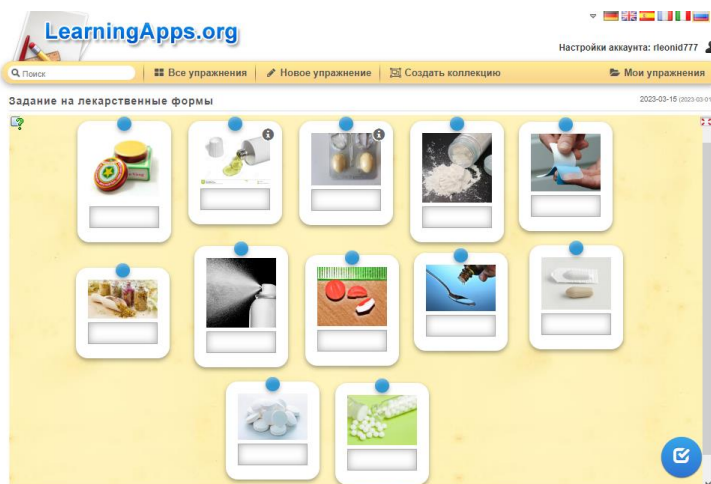 LearningApps.org
Настройки аккаунта: rleonid777
Поиск
Все упражнения
Новое упражнение
Создать коллекцию
Мои упражнения
Задание на лекарственные формы
2023-03-15